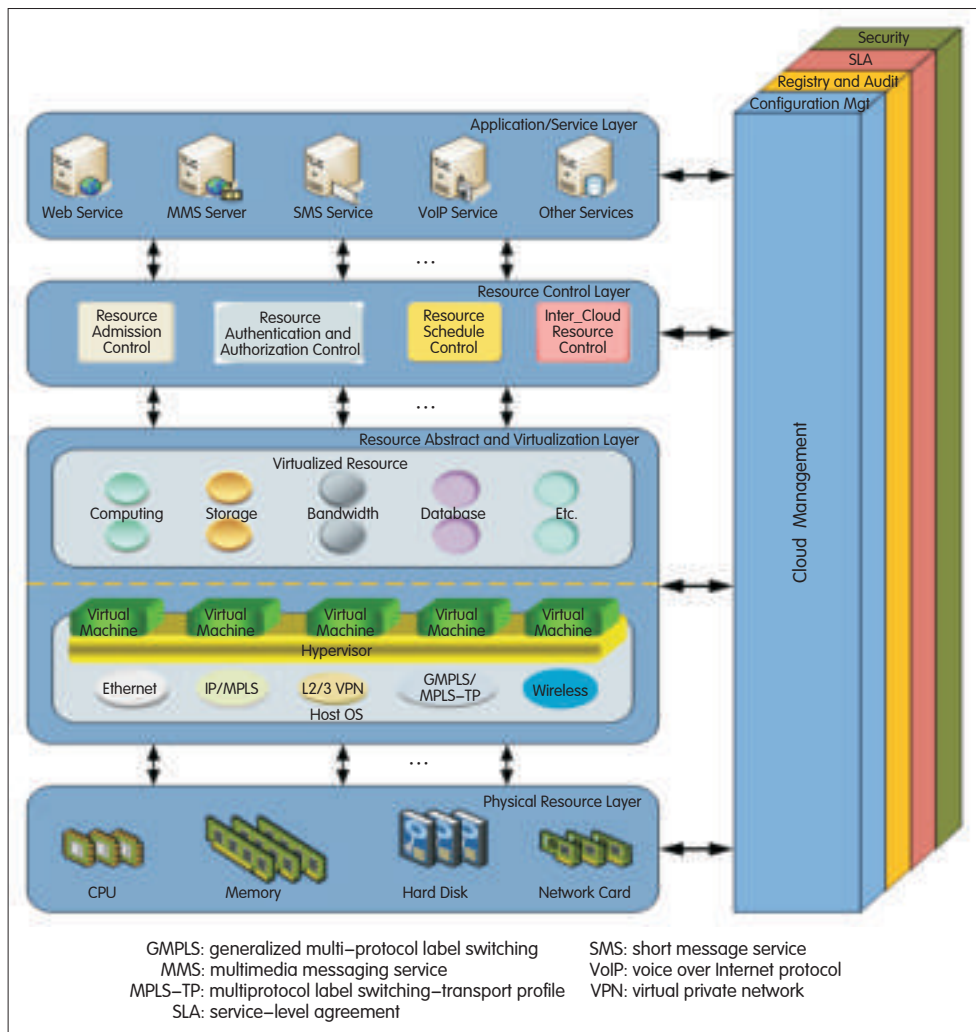 Security
SLA
Registry and Audit
Configuration Mgt
Application/Service Layer
Web Service
MMS Server
SMS Service
VoIP Service
Other Services
...
Resource Control Layer
Resource
Admission
Control
Resource
Authentication and
Authorization Control
Resource
Schedule
Control
Inter_Cloud
Resource
Control
...
Resource Abstract and Virtualization Layer
Virtualized Resource
Computing
Storage
Bandwidth
Database
Etc.
Cloud Management
Virtual
Machine
Virtual
Machine
Virtual
Machine
Virtual
Machine
Virtual
Machine
Hypervisor
Ethernet
IP/MPLS
L2/3 VPN
GMPLS/
MPLS-TP
Wireless
Host OS
...
Physical Resource Layer
CPU
Memory
Hard Disk
Network Card
GMPLS: generalized multi-protocol label switching
MMS: multimedia messaging service
MPLS-TP: multiprotocol label switching-transport profile
SLA: service-level agreement
SMS: short message service
VoIP: voice over Internet protocol
VPN: virtual private network